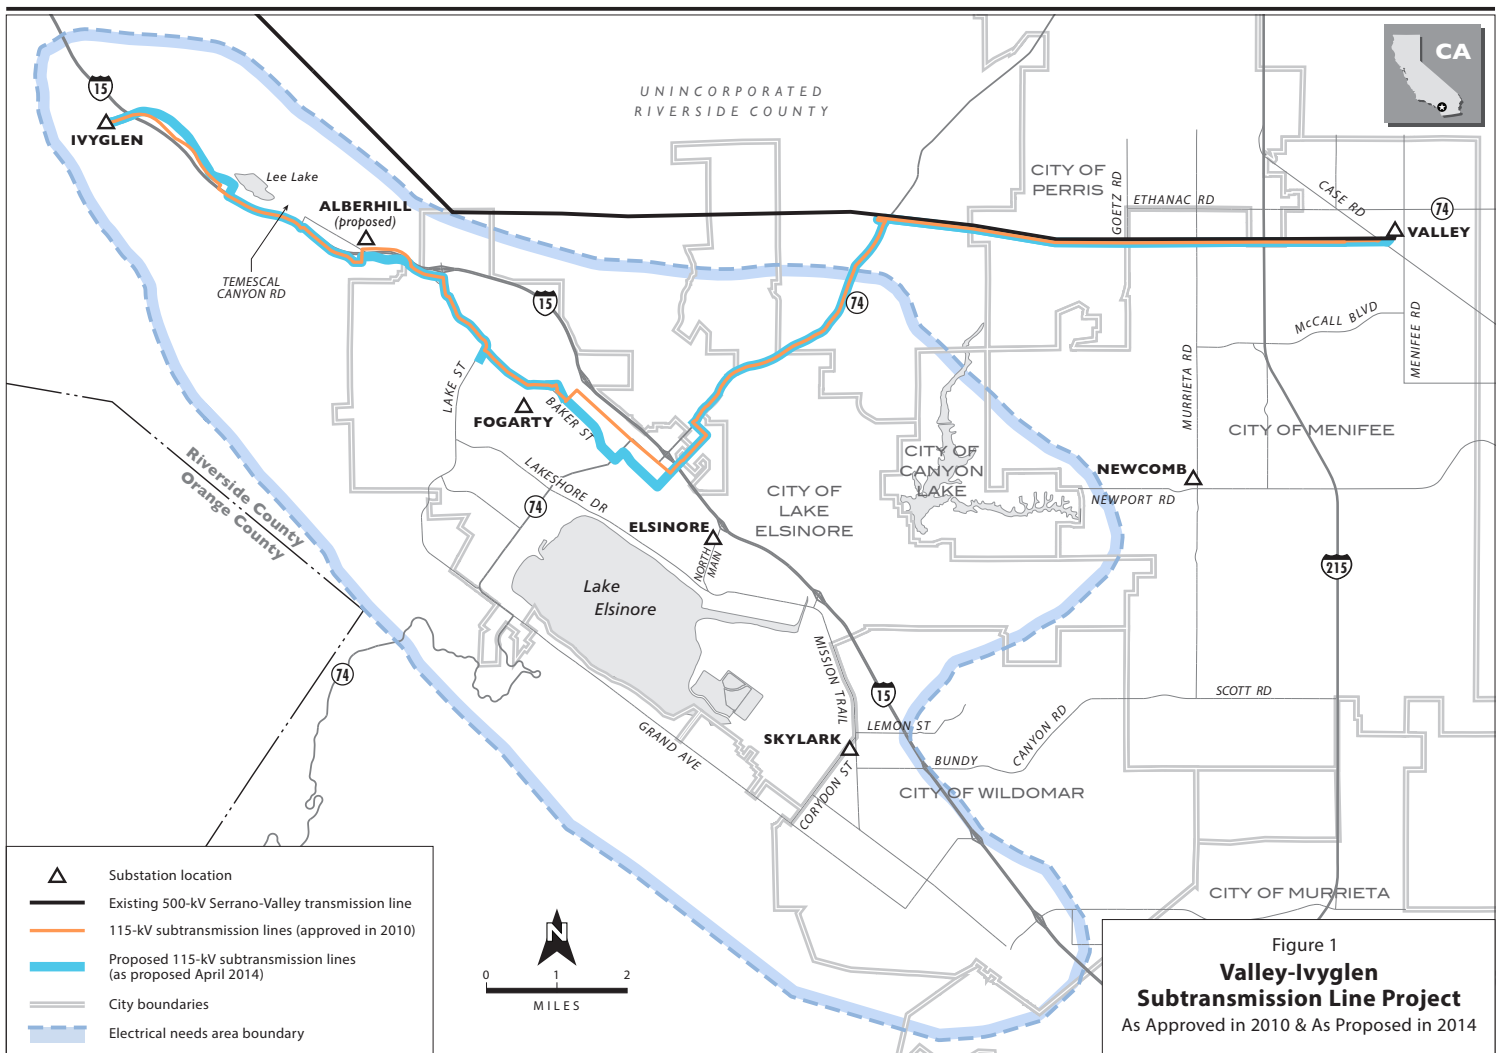 CA
UNINCORPORATED
RIVERSIDE COUNTY
15
IVYGLEN
Lee Lake
ALBERHILL
(proposed)
TEMESCAL
CANYON RD
CITY OF
PERRIS
GOETZ RD
ETHANAC RD
CASE RD
74
VALLEY
15
74
McCALL BLVD
MENIFEE RD
MURRIETA RD
LAKE ST
FOGARTY
BAKER ST
CITY OF MENIFEE
CITY OF
CANYON
LAKE
NEWCOMB
NEWPORT RD
Riverside County
Orange County
LAKESHORE DR
74
CITY OF
LAKE
ELSINORE
ELSINORE
NORTH
MAIN
215
Lake
Elsinore
74
MISSION TRAIL
15
SCOTT RD
LEMON ST
SKYLARK
GRAND AVE
CORYDON ST
BUNDY
CANYON RD
CITY OF WILDOMAR
CITY OF MURRIETA
Substation location
Existing 500-kV Serrano-Valley transmission line
115-kV subtransmission lines (approved in 2010)
Proposed 115-kV subtransmission lines
(as proposed April 2014)
City boundaries
Electrical needs area boundary
N
0 1 2
MILES
Figure 1
Valley-Ivyglen
Subtransmission Line Project
As Approved in 2010 & As Proposed in 2014